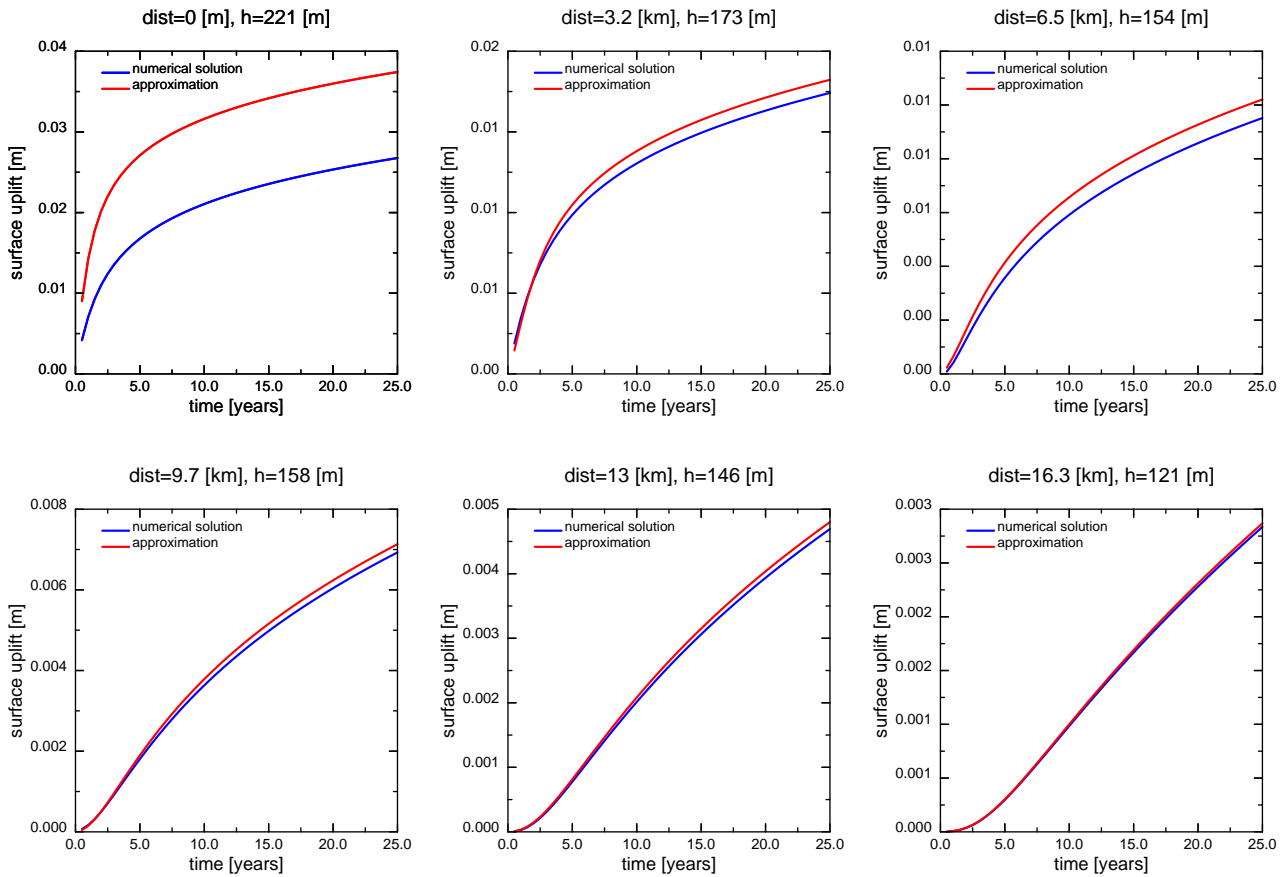 dist=0 [m], h=221 [m]
0.04
0.03
0.02
0.01
0.00
surface uplift [m]
numerical solution
approximation
0.0 5.0 10.0 15.0 20.0 25.0
time [years]
dist=3.2 [km], h=173 [m]
0.02
0.01
0.01
0.01
0.00
surface uplift [m]
numerical solution
approximation
0.0 5.0 10.0 15.0 20.0 25.0
time [years]
dist=6.5 [km], h=154 [m]
0.01
0.01
0.01
0.01
0.00
0.00
0.00
surface uplift [m]
numerical solution
approximation
0.0 5.0 10.0 15.0 20.0 25.0
time [years]
dist=9.7 [km], h=158 [m]
0.008
0.006
0.004
0.002
0.000
surface uplift [m]
numerical solution
approximation
0.0 5.0 10.0 15.0 20.0 25.0
time [years]
dist=13 [km], h=146 [m]
0.005
0.004
0.003
0.002
0.001
0.000
surface uplift [m]
numerical solution
approximation
0.0 5.0 10.0 15.0 20.0 25.0
time [years]
dist=16.3 [km], h=121 [m]
0.003
0.003
0.002
0.002
0.001
0.001
0.000
surface uplift [m]
numerical solution
approximation
0.0 5.0 10.0 15.0 20.0 25.0
time [years]